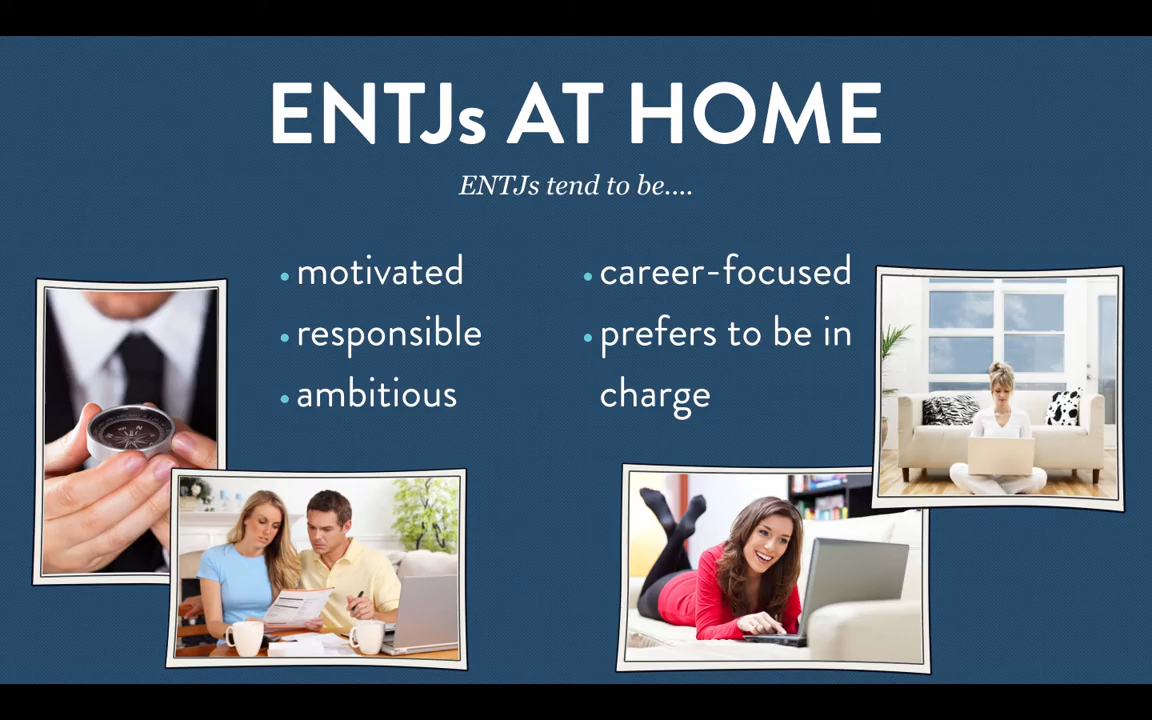 ENTJs AT HOME
ENTJs tend to be....
• motivated
• responsible
• ambitious
• career-focused
• prefers to be in
charge